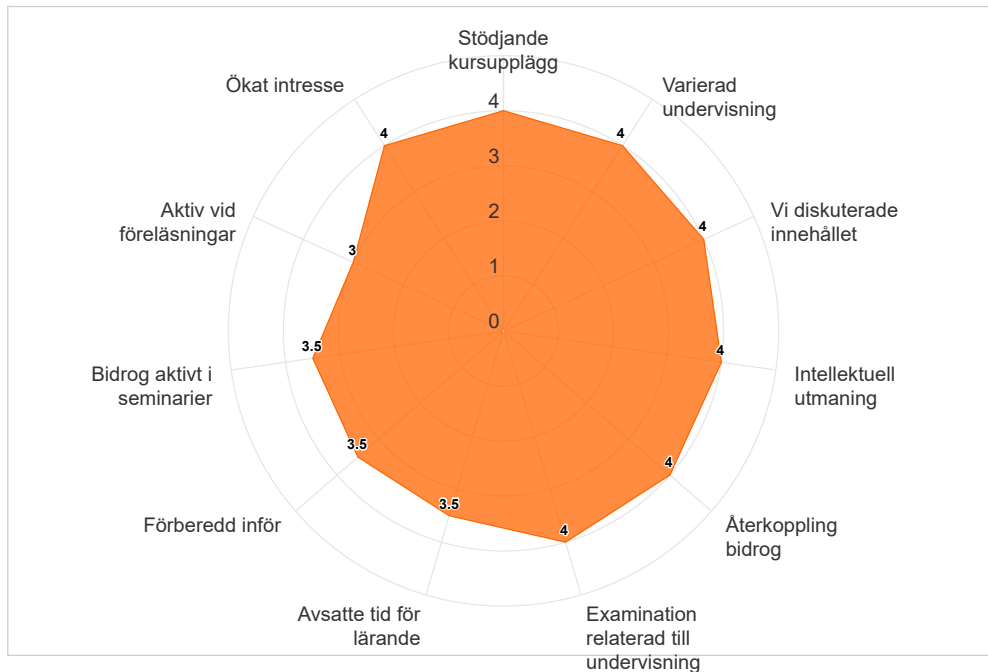 Stödjande
kursupplägg
Ökat intresse
Varierad
undervisning
4
4
4
3
Aktiv vid
föreläsningar
Vi diskuterade
innehållet
4
2
3
1
0
3.5
4
Bidrog aktivt i
seminarier
Intellektuell
utmaning
3.5
4
Förberedd inför
Återkoppling
bidrog
3.5
4
Avsatte tid för
lärande
Examination
relaterad till
undervisning